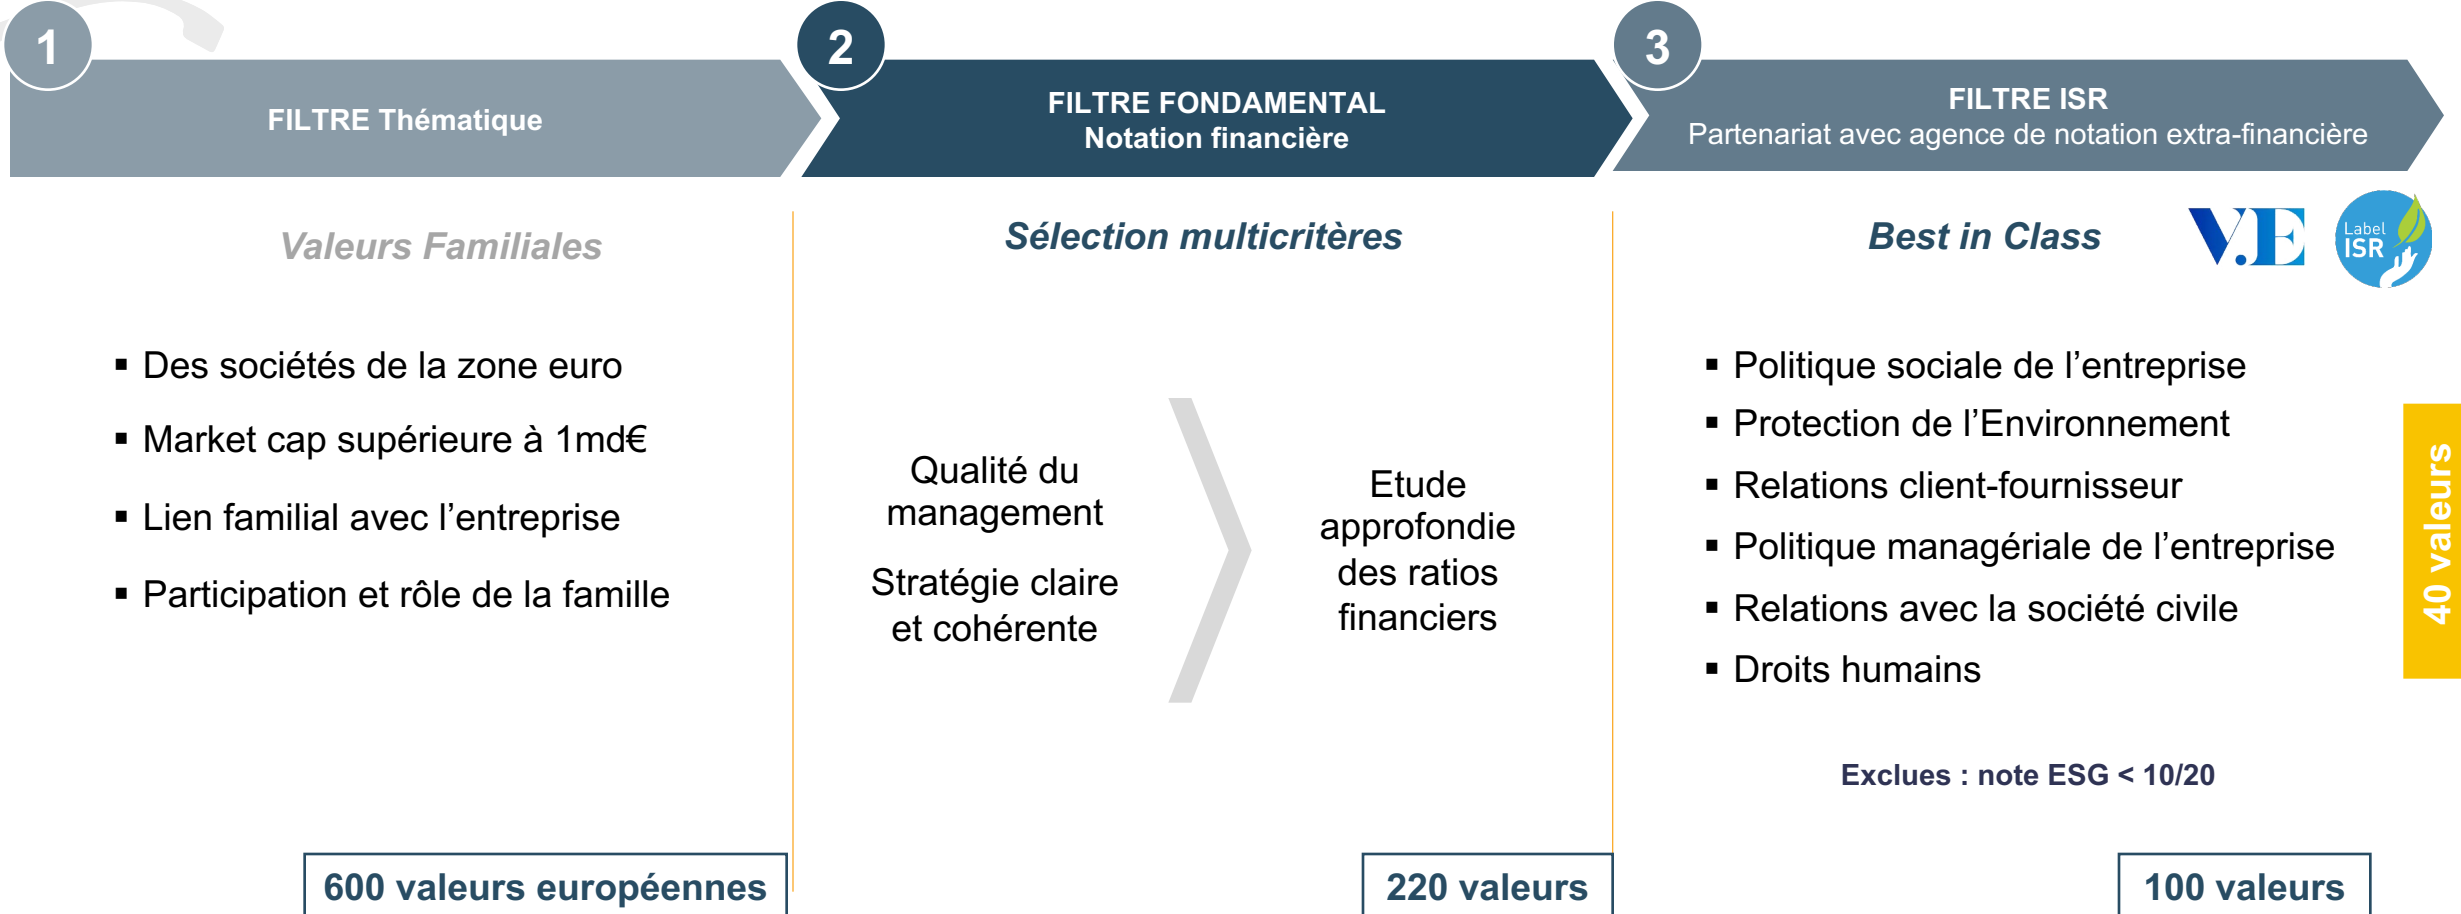 1
FILTRE Thématique
Valeurs Familiales
▪ Des sociétés de la zone euro
▪ Market cap supérieure à 1md€
▪ Lien familial avec l’entreprise
▪ Participation et rôle de la famille
600 valeurs européennes
2
FILTRE FONDAMENTAL
Notation financière
Sélection multicritères
Qualité du
management
Stratégie claire
et cohérente
Etude
approfondie
des ratios
financiers
220 valeurs
3
FILTRE ISR
Partenariat avec agence de notation extra-financière
Best in Class
V.E
Label
ISR
▪ Politique sociale de l’entreprise
▪ Protection de l’Environnement
▪ Relations client-fournisseur
▪ Politique managériale de l’entreprise
▪ Relations avec la société civile
▪ Droits humains
Exclues : note ESG < 10/20
100 valeurs
40 valeurs